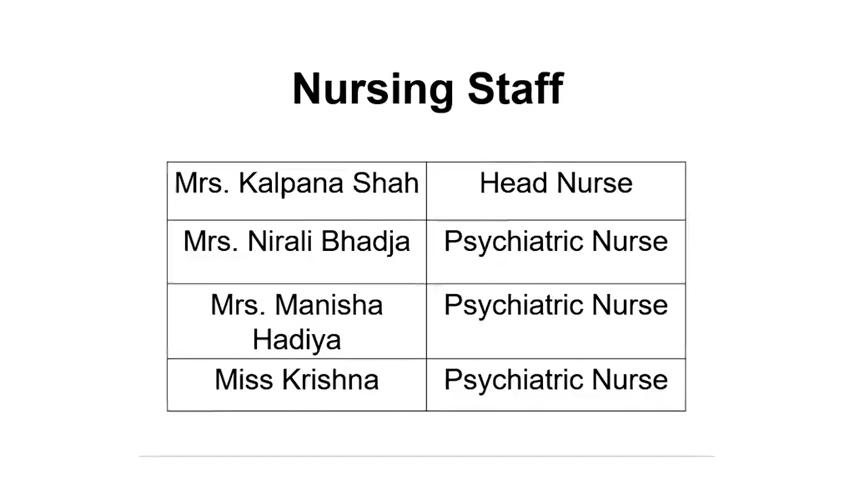 Nursing Staff
Mrs. Kalpana Shah Head Nurse
Mrs. Nirali Bhadja Psychiatric Nurse
Mrs. Manisha Psychiatric Nurse
Hadiya
Miss Krishna Psychiatric Nurse